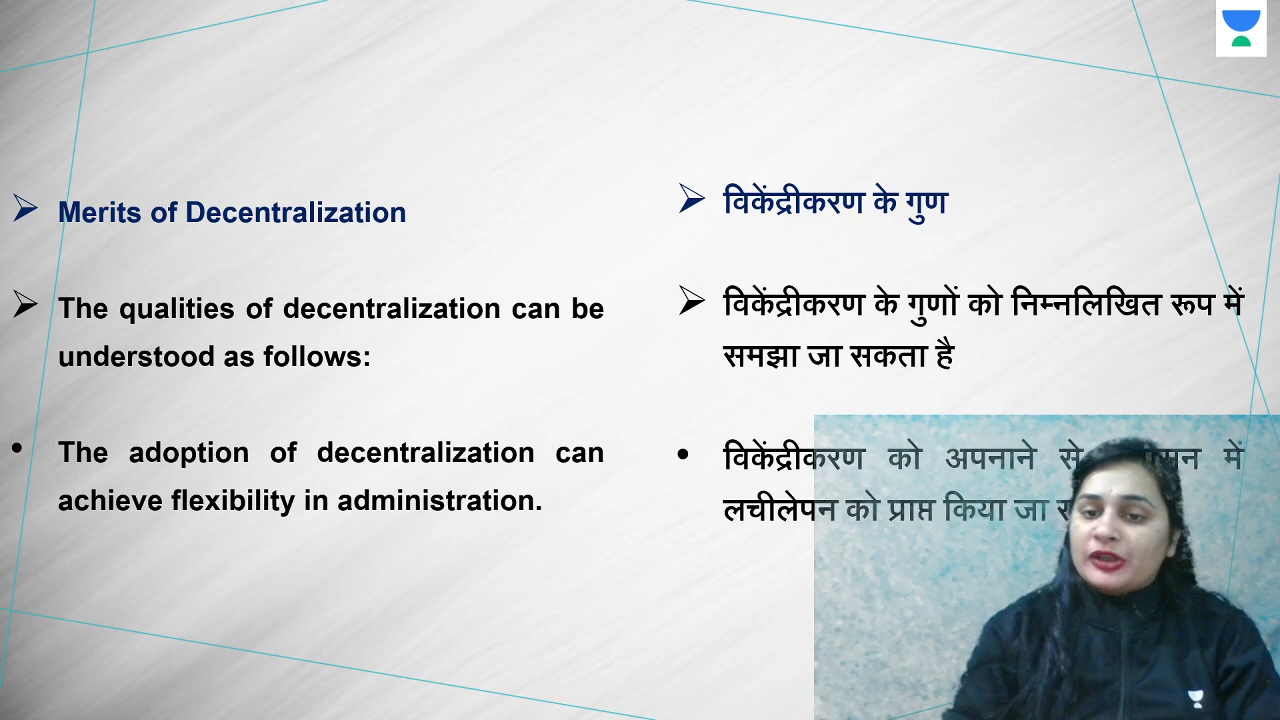 Merits of Decentralization
The qualities of decentralization can be
understood as follows:
The adoption of decentralization can
achieve flexibility in administration.
विकेंद्रीकरण के गुण
विकेंद्रीकरण के गुणों को निम्नलिखित रूप में
समझा जा सकता है
विकेंद्रीकरण को अपनाने से में
लचीलेपन को प्राप्त किया जा